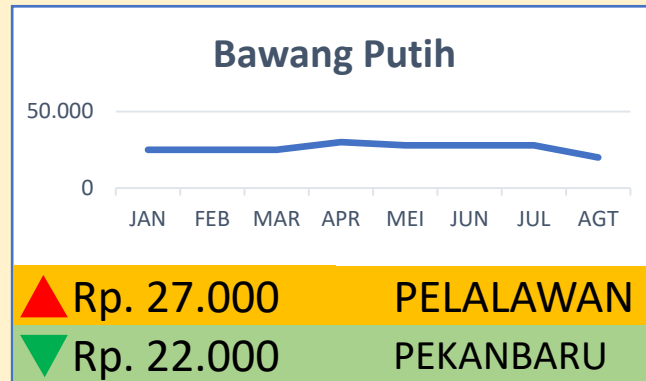 Bawang Putih
50.000
0
JAN FEB MAR APR MEI JUN JUL AGT
Rp. 27.000 PELALAWAN
Rp. 22.000 PEKANBARU